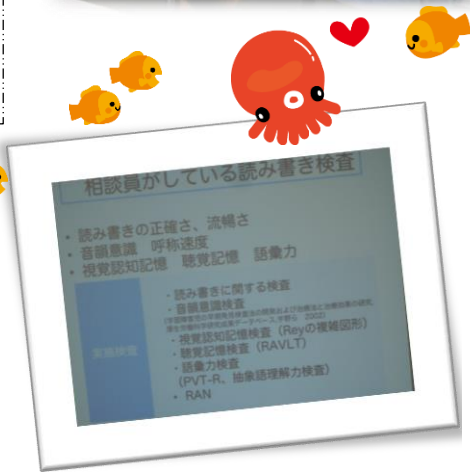 相談員がしている読み書き検査
・読み書きの正確さ、流暢さ
・音韻意識 呼称速度
・視覚認知記憶 聴覚記憶 語彙力
実施検査
・読み書きに関する検査
・音韻意識検査
・視覚認知記憶検査（Reyの複雑図形）
・聴覚記憶検査（RAVLT）
・語彙力検査
（PVT-R、抽象語理解力検査）
・RAN